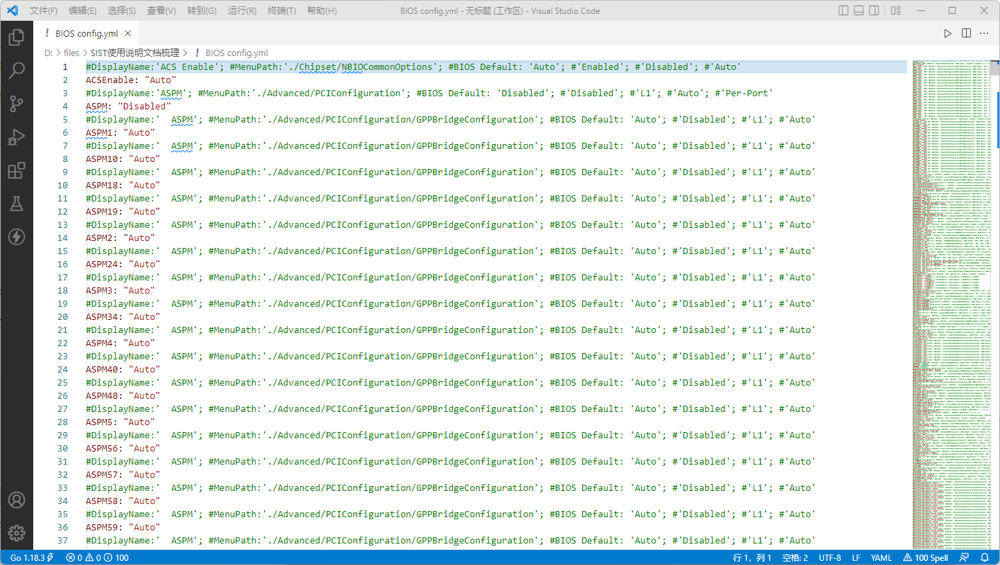 文件(F) 编辑(E) 选择(S) 查看(V) 转到(G) 运行(R) 终端(T) 帮助(H) BIOS config.yml - 无标题 (工作区) - Visual Studio Code
! BIOS config.yml
D: > files > SIST使用说明文档梳理 > ! BIOS config.yml
1 #DisplayName:'ACS Enable'; #MenuPath:'./Chipset/NBIOCommonOptions'; #BIOS Default: 'Auto'; #'Enabled'; #'Disabled'; #'Auto'
2 ACSEnable: "Auto"
3 #DisplayName:'ASPM'; #MenuPath:'./Advanced/PCIConfiguration'; #BIOS Default: 'Disabled'; #'Disabled'; #'L1'; #'Auto'; #'Per-Port'
4 ASPM: "Disabled"
5 #DisplayName:'  ASPM'; #MenuPath:'./Advanced/PCIConfiguration/GPPBridgeConfiguration'; #BIOS Default: 'Auto'; #'Disabled'; #'L1'; #'Auto'
6 ASPM1: "Auto"
7 #DisplayName:'  ASPM'; #MenuPath:'./Advanced/PCIConfiguration/GPPBridgeConfiguration'; #BIOS Default: 'Auto'; #'Disabled'; #'L1'; #'Auto'
8 ASPM10: "Auto"
9 #DisplayName:'  ASPM'; #MenuPath:'./Advanced/PCIConfiguration/GPPBridgeConfiguration'; #BIOS Default: 'Auto'; #'Disabled'; #'L1'; #'Auto'
10 ASPM18: "Auto"
11 #DisplayName:'  ASPM'; #MenuPath:'./Advanced/PCIConfiguration/GPPBridgeConfiguration'; #BIOS Default: 'Auto'; #'Disabled'; #'L1'; #'Auto'
12 ASPM19: "Auto"
13 #DisplayName:'  ASPM'; #MenuPath:'./Advanced/PCIConfiguration/GPPBridgeConfiguration'; #BIOS Default: 'Auto'; #'Disabled'; #'L1'; #'Auto'
14 ASPM2: "Auto"
15 #DisplayName:'  ASPM'; #MenuPath:'./Advanced/PCIConfiguration/GPPBridgeConfiguration'; #BIOS Default: 'Auto'; #'Disabled'; #'L1'; #'Auto'
16 ASPM24: "Auto"
17 #DisplayName:'  ASPM'; #MenuPath:'./Advanced/PCIConfiguration/GPPBridgeConfiguration'; #BIOS Default: 'Auto'; #'Disabled'; #'L1'; #'Auto'
18 ASPM3: "Auto"
19 #DisplayName:'  ASPM'; #MenuPath:'./Advanced/PCIConfiguration/GPPBridgeConfiguration'; #BIOS Default: 'Auto'; #'Disabled'; #'L1'; #'Auto'
20 ASPM34: "Auto"
21 #DisplayName:'  ASPM'; #MenuPath:'./Advanced/PCIConfiguration/GPPBridgeConfiguration'; #BIOS Default: 'Auto'; #'Disabled'; #'L1'; #'Auto'
22 ASPM4: "Auto"
23 #DisplayName:'  ASPM'; #MenuPath:'./Advanced/PCIConfiguration/GPPBridgeConfiguration'; #BIOS Default: 'Auto'; #'Disabled'; #'L1'; #'Auto'
24 ASPM40: "Auto"
25 #DisplayName:'  ASPM'; #MenuPath:'./Advanced/PCIConfiguration/GPPBridgeConfiguration'; #BIOS Default: 'Auto'; #'Disabled'; #'L1'; #'Auto'
26 ASPM48: "Auto"
27 #DisplayName:'  ASPM'; #MenuPath:'./Advanced/PCIConfiguration/GPPBridgeConfiguration'; #BIOS Default: 'Auto'; #'Disabled'; #'L1'; #'Auto'
28 ASPM5: "Auto"
29 #DisplayName:'  ASPM'; #MenuPath:'./Advanced/PCIConfiguration/GPPBridgeConfiguration'; #BIOS Default: 'Auto'; #'Disabled'; #'L1'; #'Auto'
30 ASPM56: "Auto"
31 #DisplayName:'  ASPM'; #MenuPath:'./Advanced/PCIConfiguration/GPPBridgeConfiguration'; #BIOS Default: 'Auto'; #'Disabled'; #'L1'; #'Auto'
32 ASPM57: "Auto"
33 #DisplayName:'  ASPM'; #MenuPath:'./Advanced/PCIConfiguration/GPPBridgeConfiguration'; #BIOS Default: 'Auto'; #'Disabled'; #'L1'; #'Auto'
34 ASPM58: "Auto"
35 #DisplayName:'  ASPM'; #MenuPath:'./Advanced/PCIConfiguration/GPPBridgeConfiguration'; #BIOS Default: 'Auto'; #'Disabled'; #'L1'; #'Auto'
36 ASPM59: "Auto"
37 #DisplayName:'  ASPM'; #MenuPath:'./Advanced/PCIConfiguration/GPPBridgeConfiguration'; #BIOS Default: 'Auto'; #'Disabled'; #'L1'; #'Auto'
Go 1.18.3 0 0 100 行 1，列 1 空格: 2 UTF-8 LF YAML 100 Spell